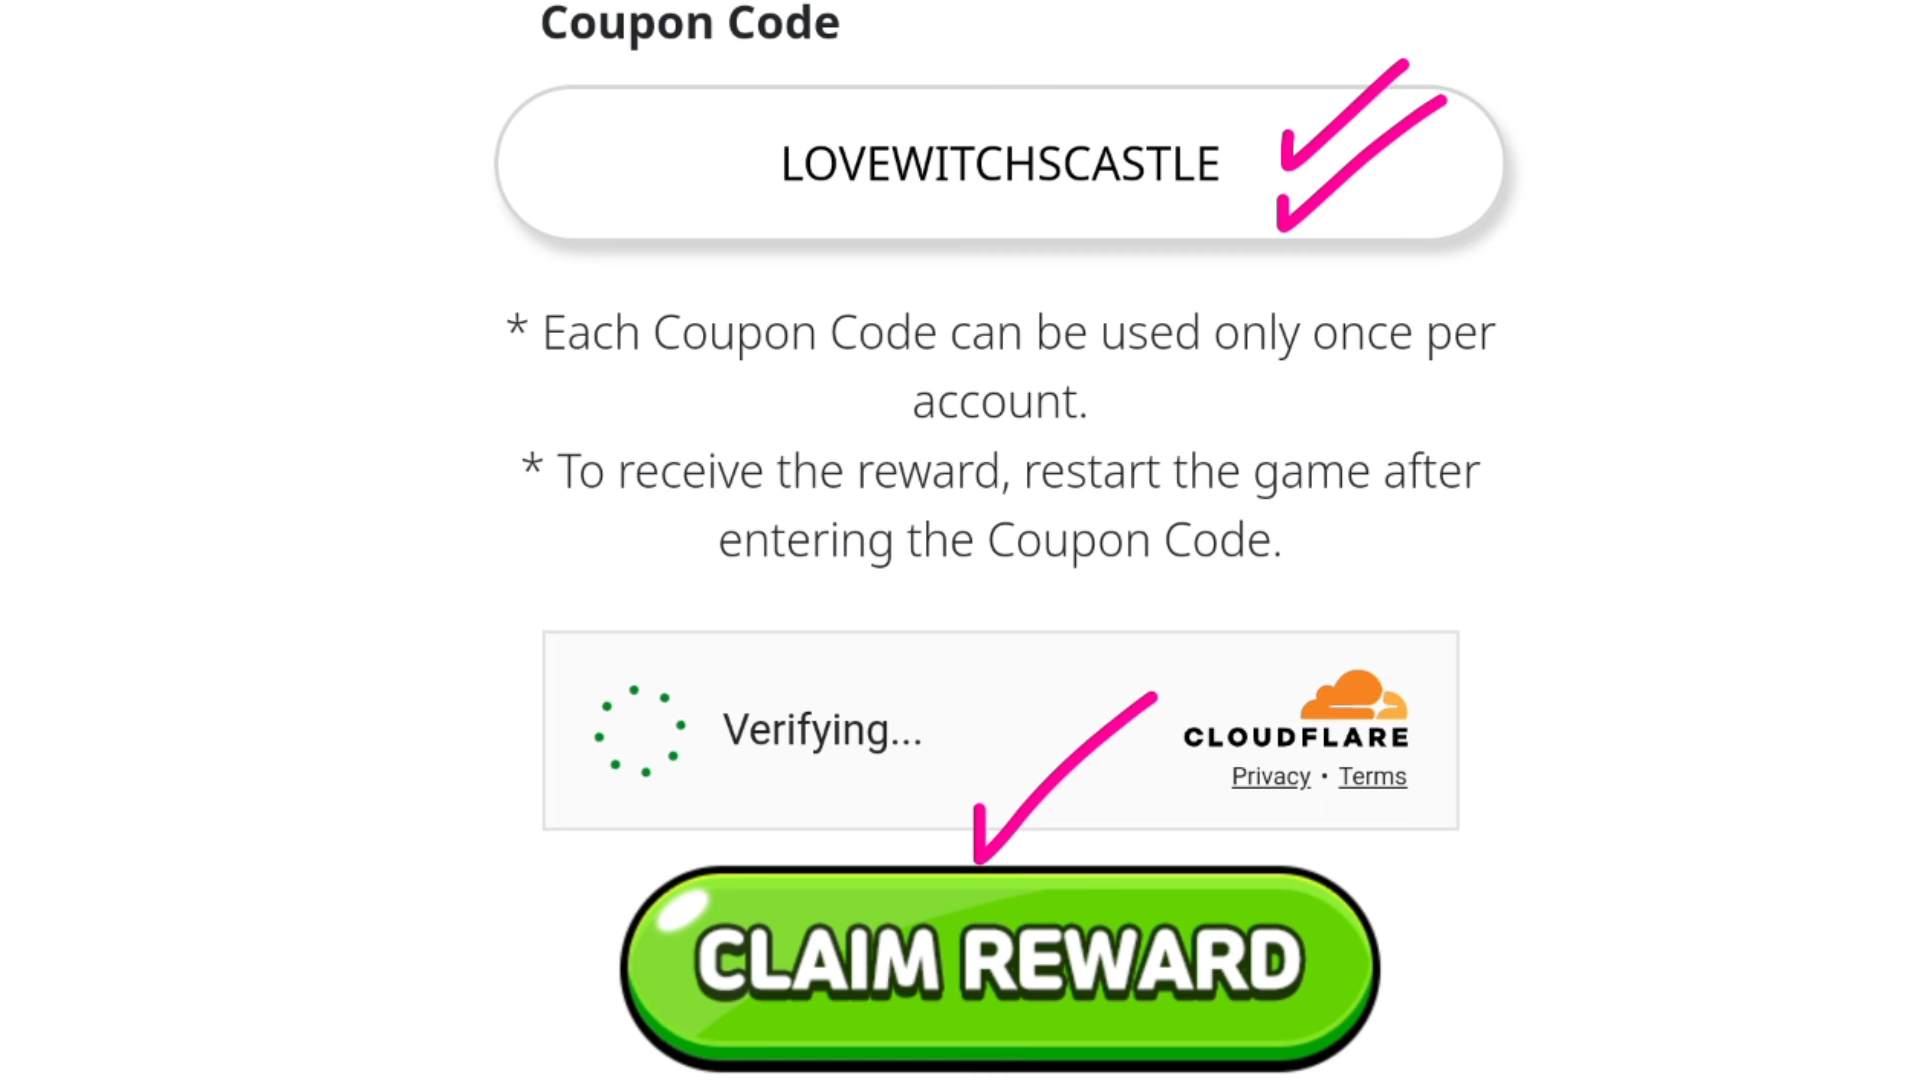 Coupon Code
LOVEWITCHSCASTLE
* Each Coupon Code can be used only once per
account.
* To receive the reward, restart the game after
entering the Coupon Code.
Verifying...
CLOUDFLARE
Privacy • Terms
CLAIM REWARD